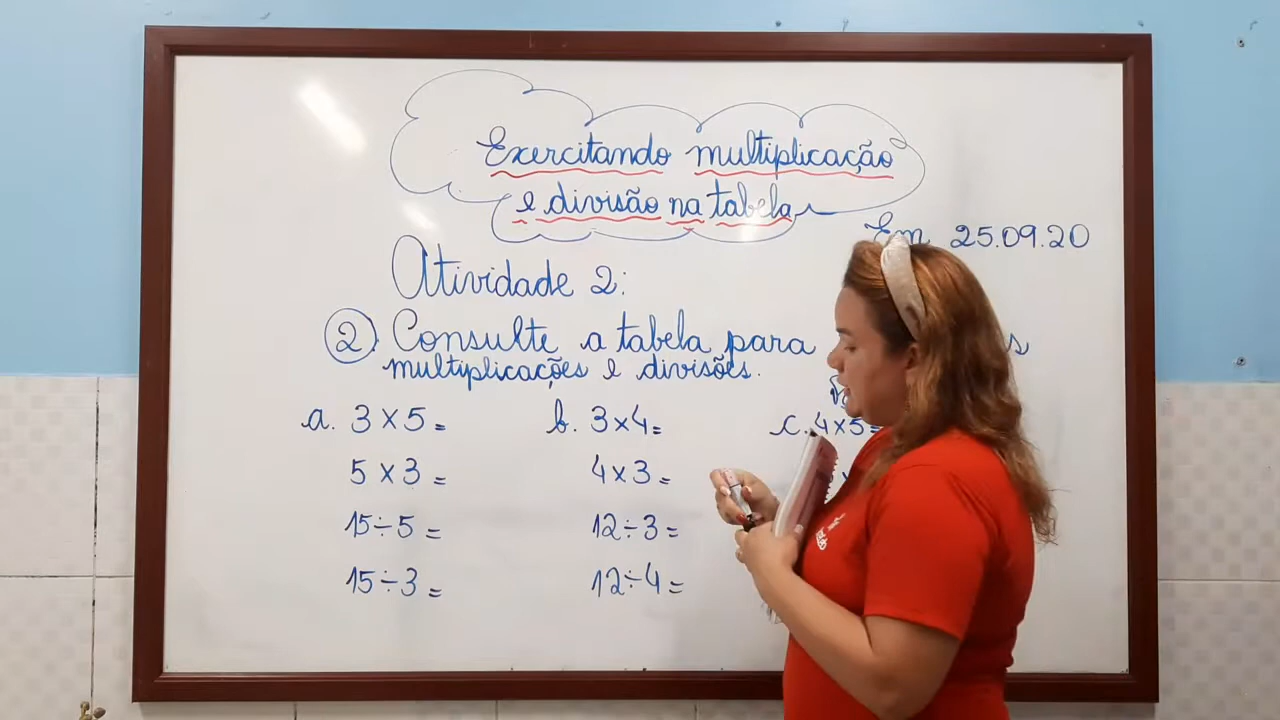 Exercitando multiplicação
e divisão na tabela
Em 25.09.20
Atividade 2:
2. Consulte a tabela para
multiplicações e divisões.
a. 3 x 5 =
5 x 3 =
15 ÷ 5 =
15 ÷ 3 =
b. 3 x 4 =
4 x 3 =
12 ÷ 3 =
12 ÷ 4 =
c. 4 x 5 =